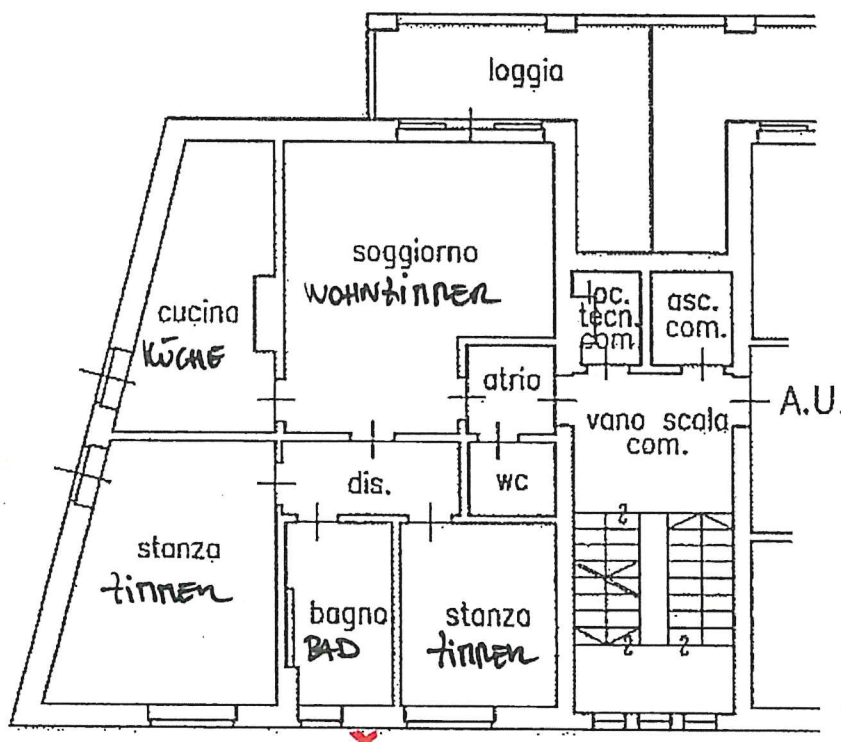 loggia
soggiorno
WOHNZIMMER
cucina
KÜCHE
loc.
tecn.
com.
asc.
com.
atrio
vano scala
com.
A.U.
dis.
wc
stanza
ZIMMER
bagno
BAD
stanza
ZIMMER